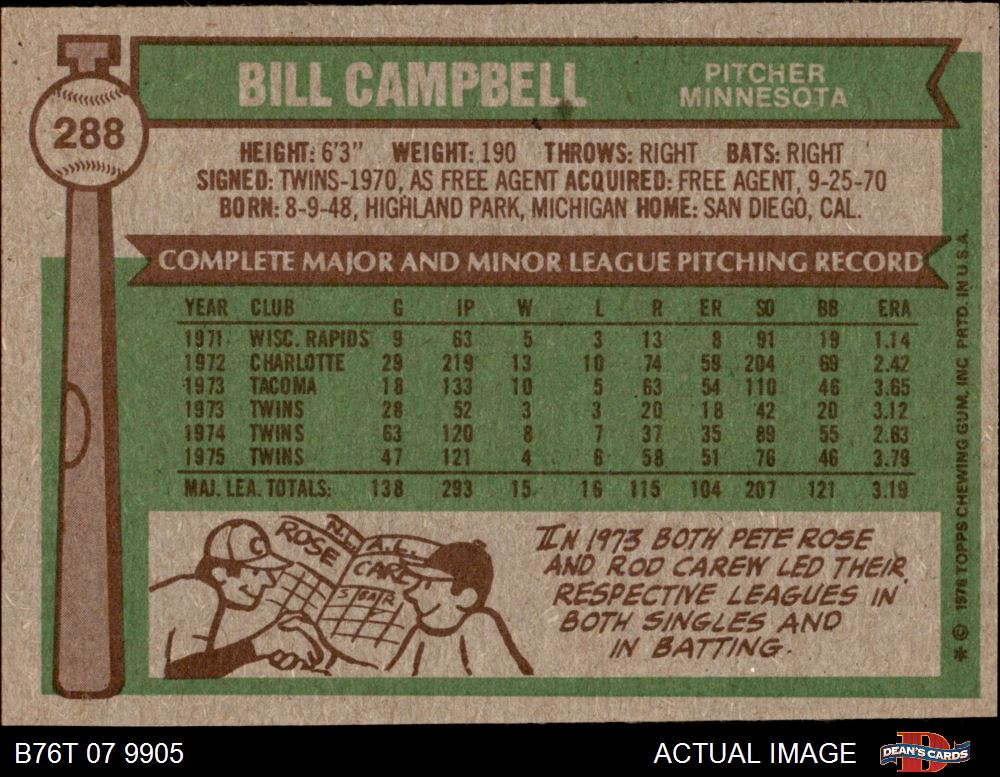 288
BILL CAMPBELL
PITCHER
MINNESOTA
HEIGHT: 6'3" WEIGHT: 190 THROWS: RIGHT BATS: RIGHT
SIGNED: TWINS-1970, AS FREE AGENT ACQUIRED: FREE AGENT, 9-25-70
BORN: 8-9-48, HIGHLAND PARK, MICHIGAN HOME: SAN DIEGO, CAL.
COMPLETE MAJOR AND MINOR LEAGUE PITCHING RECORD
YEAR CLUB G IP W L R ER SO BB ERA
1971 WISC. RAPIDS 9 63 5 3 13 8 91 19 1.14
1972 CHARLOTTE 29 219 13 10 74 59 204 69 2.42
1973 TACOMA 18 133 10 5 63 54 110 46 3.65
1973 TWINS 28 52 3 3 20 18 42 20 3.12
1974 TWINS 63 120 8 7 37 35 89 55 2.63
1975 TWINS 47 121 4 6 58 51 76 46 3.79
MAJ. LEA. TOTALS: 138 293 15 16 115 104 207 121 3.19
C
ROSE
N.L.
A.L.
CARE
IN 1973 BOTH PETE ROSE
AND ROD CAREW LED THEIR
RESPECTIVE LEAGUES IN
BOTH SINGLES AND
IN BATTING.
* © 1976 TOPPS CHEWING GUM, INC PRTD. IN U.S.A.
B76T 07 9905
ACTUAL IMAGE
D
DEAN'S CARDS